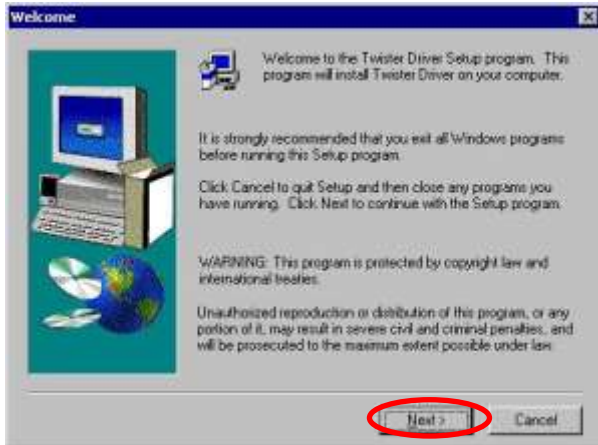 Welcome
Welcome to the Twister Driver Setup program. This
program will install Twister Driver on your computer.
It is strongly recommended that you exit all Windows programs
before running this Setup program.
Click Cancel to quit Setup and then close any programs you
have running. Click Next to continue with the Setup program.
WARNING: This program is protected by copyright law and
international treaties.
Unauthorized reproduction or distribution of this program, or any
portion of it, may result in severe civil and criminal penalties, and
will be prosecuted to the maximum extent possible under law.
Next > Cancel